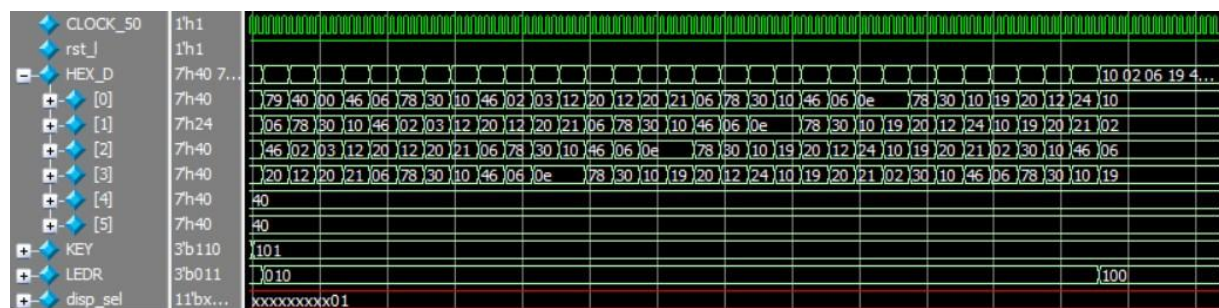 CLOCK_50 1'h1
rst_l 1'h1
HEX_D 7'h40 7... 10 02 06 19 4...
[0] 7'h40 79 40 00 46 06 78 30 10 46 02 03 12 20 12 20 21 06 78 30 10 46 06 0e 78 30 10 19 20 12 24 10
[1] 7'h24 06 78 30 10 46 02 03 12 20 12 20 21 06 78 30 10 46 06 0e 78 30 10 19 20 12 24 10 19 20 21 02
[2] 7'h40 46 02 03 12 20 12 20 21 06 78 30 10 46 06 0e 78 30 10 19 20 12 24 10 19 20 21 02 30 10 46 06
[3] 7'h40 20 12 20 21 06 78 30 10 46 06 0e 78 30 10 19 20 12 24 10 19 20 21 02 30 10 46 06 78 30 10 19
[4] 7'h40 40
[5] 7'h40 40
KEY 3'b110 101
LEDR 3'b011 010 100
disp_sel 11'bx... xxxxxxxxx01